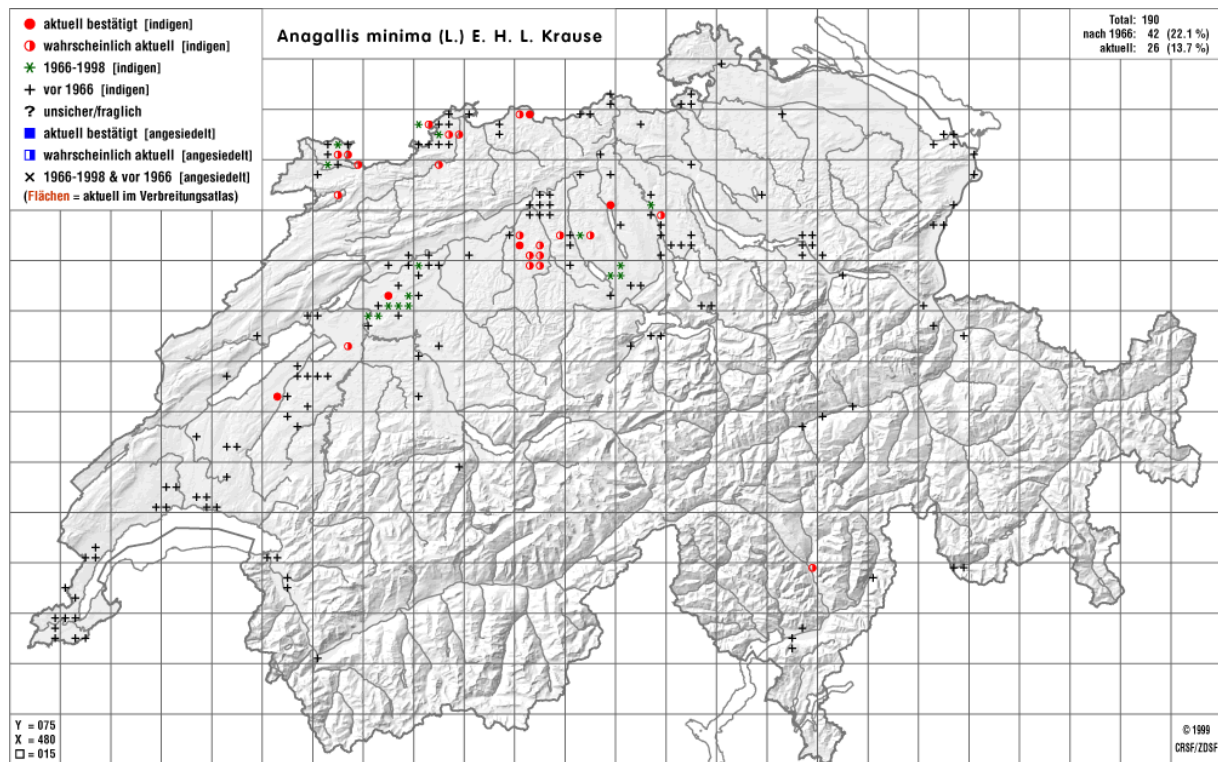 aktuell bestätigt [indigen]
wahrscheinlich aktuell [indigen]
1966-1998 [indigen]
vor 1966 [indigen]
? unsicher/fraglich
aktuell bestätigt [angesiedelt]
wahrscheinlich aktuell [angesiedelt]
1966-1998 & vor 1966 [angesiedelt]
(Flächen = aktuell im Verbreitungsatlas)
Anagallis minima (L.) E. H. L. Krause
Total: 190
nach 1966: 42 (22.1 %)
aktuell: 26 (13.7 %)
Y = 075
X = 480
□ = 015
© 1999
CRSF/ZDSF